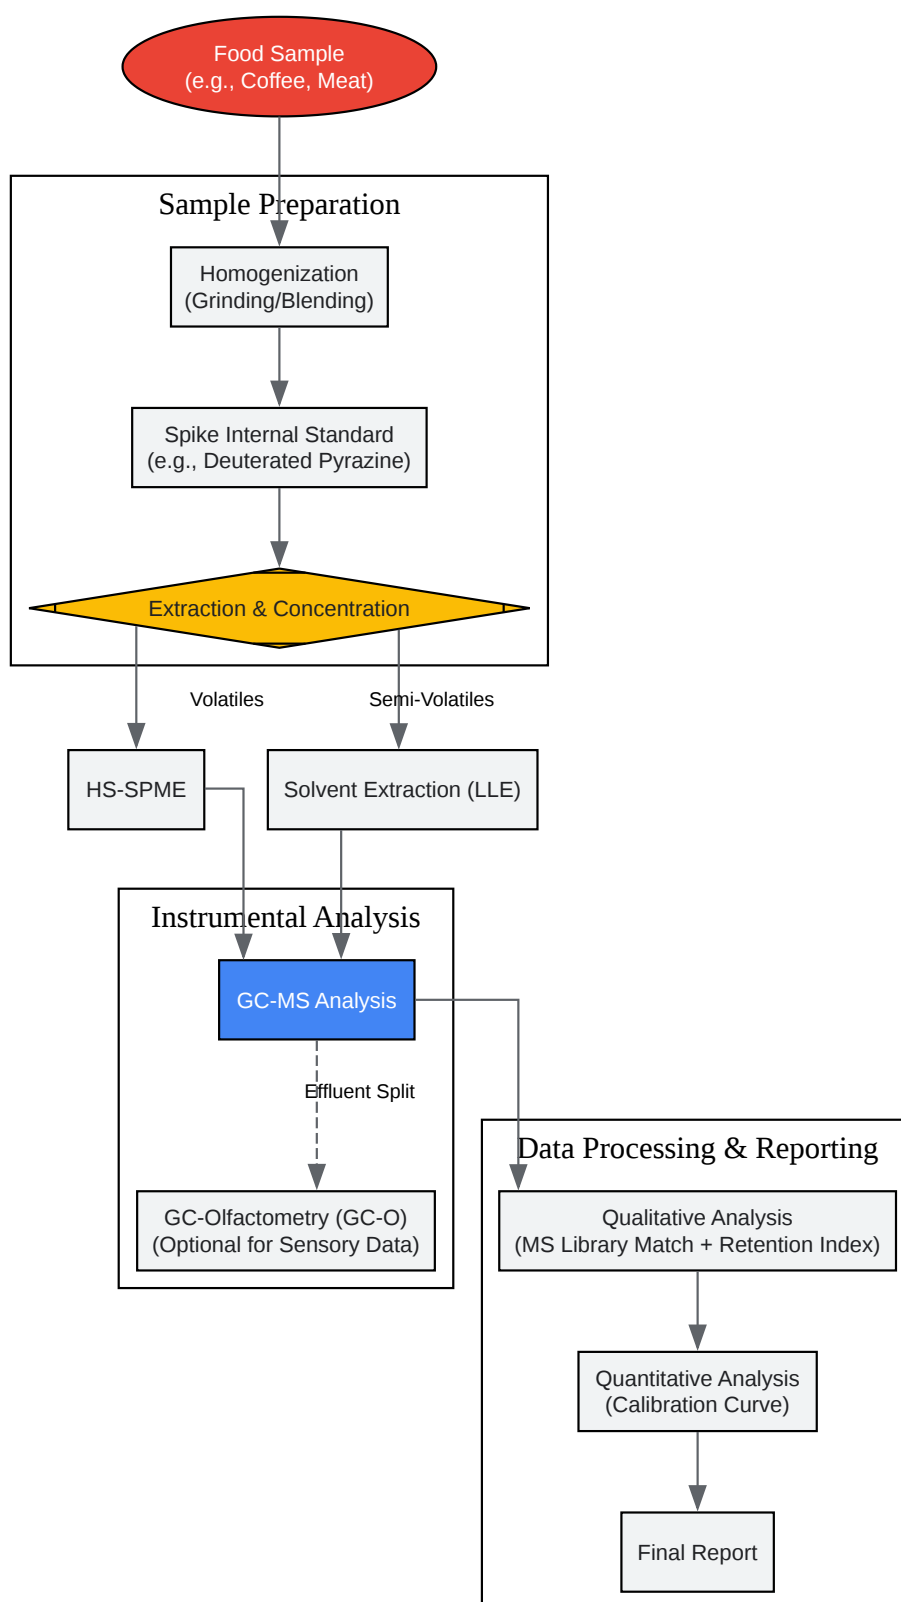 Food Sample
(e.g., Coffee, Meat)
Sample Preparation
Homogenization
(Grinding/Blending)
Spike Internal Standard
(e.g., Deuterated Pyrazine)
Extraction & Concentration
Volatiles
Semi-Volatiles
HS-SPME
Solvent Extraction (LLE)
Instrumental Analysis
GC-MS Analysis
Effluent Split
GC-Olfactometry (GC-O)
(Optional for Sensory Data)
Data Processing & Reporting
Qualitative Analysis
(MS Library Match + Retention Index)
Quantitative Analysis
(Calibration Curve)
Final Report